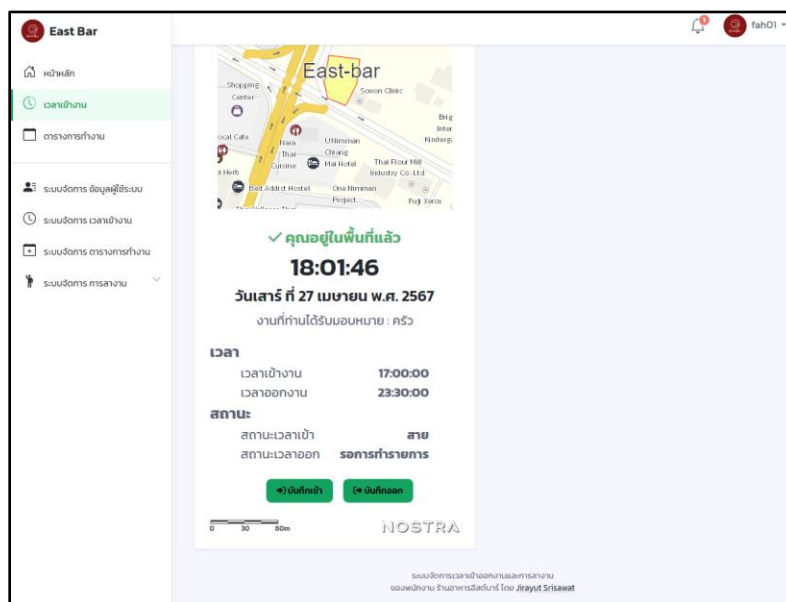 East Bar
1
fah01
หน้าหลัก
เวลาเข้างาน
ตารางการทำงาน
ระบบจัดการ ข้อมูลผู้ใช้ระบบ
ระบบจัดการ เวลาเข้างาน
ระบบจัดการ ตารางการทำงาน
ระบบจัดการ การลางาน
East-bar
Shopping
Center
Sowon Clinic
Brig
Inter
Kinderga
ocal Cafe
Nara
Thai
Cuisine
UNimman
Chiang
Mai Hotel
Thai Flour Mill
Industry Co. Ltd
i Herb
Bed Addict Hostel
One Nimman
Project
Fuji Xerox
คุณอยู่ในพื้นที่แล้ว
18:01:46
วันเสาร์ ที่ 27 เมษายน พ.ศ. 2567
งานที่ท่านได้รับมอบหมาย : ครัว
เวลา
เวลาเข้างาน 17:00:00
เวลาออกงาน 23:30:00
สถานะ
สถานะเวลาเข้า สาย
สถานะเวลาออก รอการทำรายการ
บันทึกเข้า บันทึกออก
0 30 60m
NOSTRA
ระบบจัดการเวลาเข้าออกงานและการลางาน
ของพนักงาน ร้านอาหารอีสต์บาร์ โดย Jirayut Srisawat